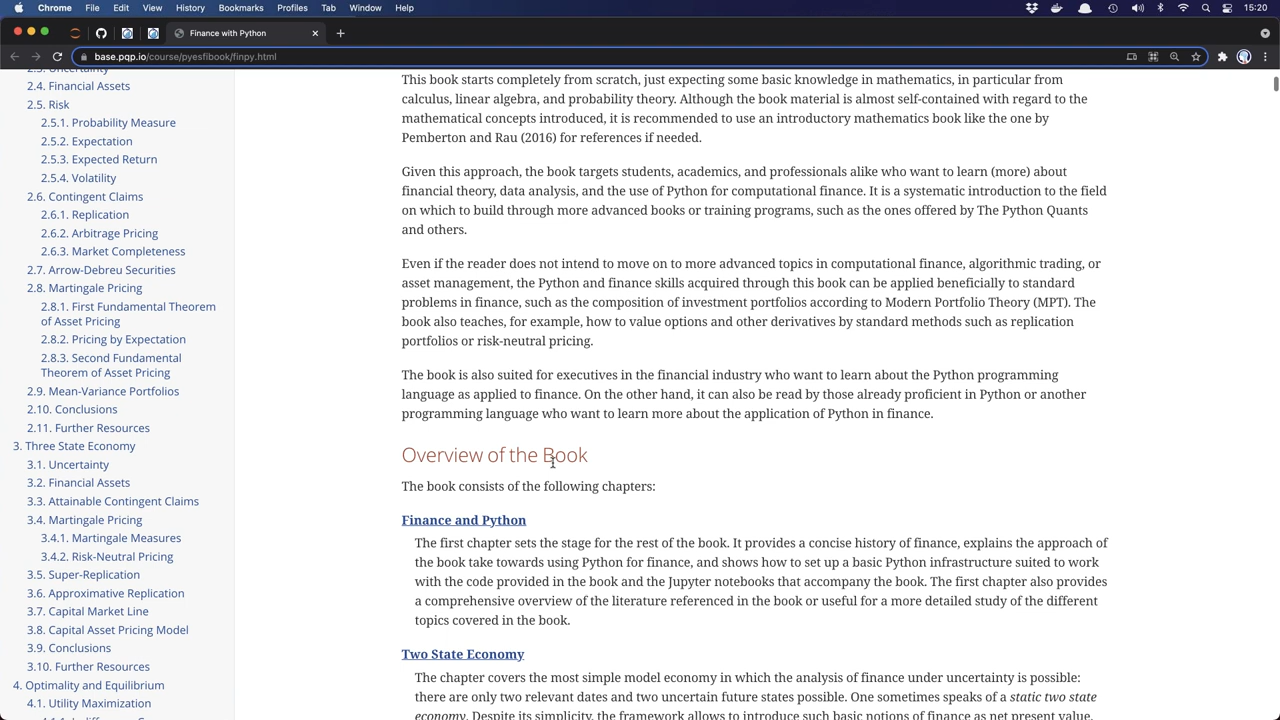 Chrome File Edit View History Bookmarks Profiles Tab Window Help 15:20
Finance with Python
base.pqp.io/course/pyesfibook/finpy.html
2.3. Uncertainty
2.4. Financial Assets
2.5. Risk
2.5.1. Probability Measure
2.5.2. Expectation
2.5.3. Expected Return
2.5.4. Volatility
2.6. Contingent Claims
2.6.1. Replication
2.6.2. Arbitrage Pricing
2.6.3. Market Completeness
2.7. Arrow-Debreu Securities
2.8. Martingale Pricing
2.8.1. First Fundamental Theorem
of Asset Pricing
2.8.2. Pricing by Expectation
2.8.3. Second Fundamental
Theorem of Asset Pricing
2.9. Mean-Variance Portfolios
2.10. Conclusions
2.11. Further Resources
3. Three State Economy
3.1. Uncertainty
3.2. Financial Assets
3.3. Attainable Contingent Claims
3.4. Martingale Pricing
3.4.1. Martingale Measures
3.4.2. Risk-Neutral Pricing
3.5. Super-Replication
3.6. Approximative Replication
3.7. Capital Market Line
3.8. Capital Asset Pricing Model
3.9. Conclusions
3.10. Further Resources
4. Optimality and Equilibrium
4.1. Utility Maximization
This book starts completely from scratch, just expecting some basic knowledge in mathematics, in particular from
calculus, linear algebra, and probability theory. Although the book material is almost self-contained with regard to the
mathematical concepts introduced, it is recommended to use an introductory mathematics book like the one by
Pemberton and Rau (2016) for references if needed.
Given this approach, the book targets students, academics, and professionals alike who want to learn (more) about
financial theory, data analysis, and the use of Python for computational finance. It is a systematic introduction to the field
on which to build through more advanced books or training programs, such as the ones offered by The Python Quants
and others.
Even if the reader does not intend to move on to more advanced topics in computational finance, algorithmic trading, or
asset management, the Python and finance skills acquired through this book can be applied beneficially to standard
problems in finance, such as the composition of investment portfolios according to Modern Portfolio Theory (MPT). The
book also teaches, for example, how to value options and other derivatives by standard methods such as replication
portfolios or risk-neutral pricing.
The book is also suited for executives in the financial industry who want to learn about the Python programming
language as applied to finance. On the other hand, it can also be read by those already proficient in Python or another
programming language who want to learn more about the application of Python in finance.
Overview of the Book
The book consists of the following chapters:
Finance and Python
The first chapter sets the stage for the rest of the book. It provides a concise history of finance, explains the approach of
the book take towards using Python for finance, and shows how to set up a basic Python infrastructure suited to work
with the code provided in the book and the Jupyter notebooks that accompany the book. The first chapter also provides
a comprehensive overview of the literature referenced in the book or useful for a more detailed study of the different
topics covered in the book.
Two State Economy
The chapter covers the most simple model economy in which the analysis of finance under uncertainty is possible:
there are only two relevant dates and two uncertain future states possible. One sometimes speaks of a static two state
economy. Despite its simplicity, the framework allows to introduce such basic notions of finance as net present value,